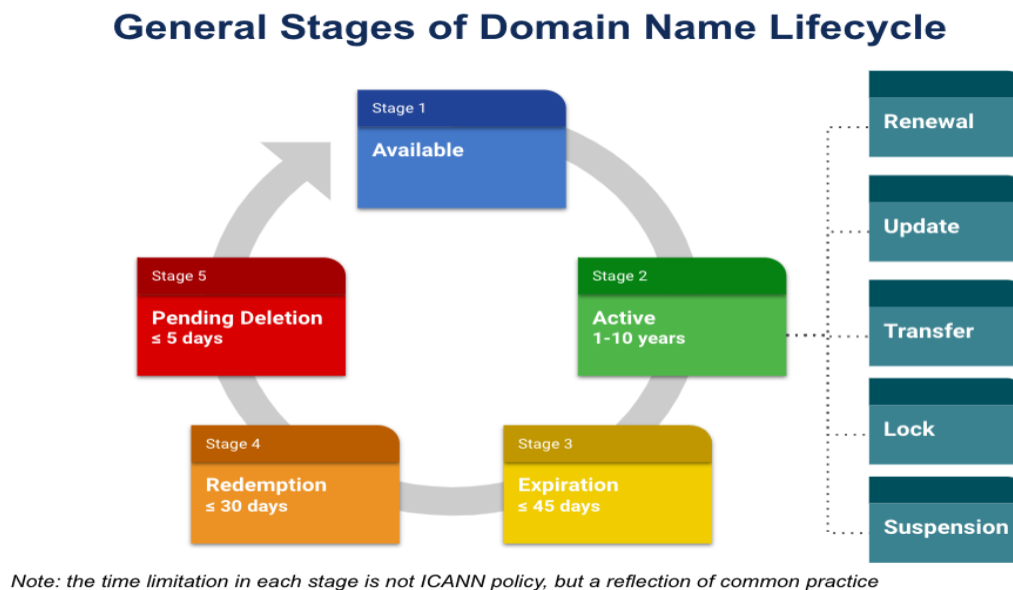 General Stages of Domain Name Lifecycle
Stage 1
Available
Stage 2
Active
1-10 years
Stage 3
Expiration
≤ 45 days
Stage 4
Redemption
≤ 30 days
Stage 5
Pending Deletion
≤ 5 days
Renewal
Update
Transfer
Lock
Suspension
Note: the time limitation in each stage is not ICANN policy, but a reflection of common practice